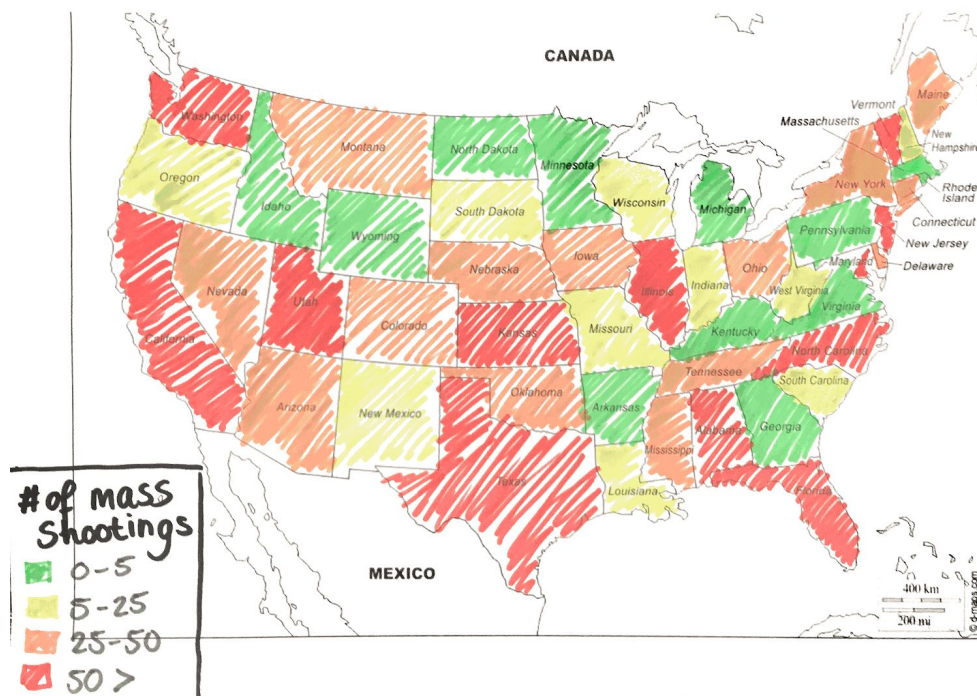 CANADA
Washington
Montana
North Dakota
Minnesota
Vermont
Maine
Massachusetts
New
Hampshire
Oregon
Idaho
South Dakota
Wisconsin
Michigan
New York
Rhode
Island
Wyoming
Connecticut
Pennsylvania
New Jersey
Iowa
Nebraska
Ohio
Maryland
Delaware
Nevada
Utah
Illinois
Indiana
West Virginia
Virginia
Colorado
Kansas
Missouri
Kentucky
California
North Carolina
Tennessee
South Carolina
Oklahoma
Arizona
New Mexico
Arkansas
Georgia
Alabama
Mississippi
Texas
Louisiana
Florida
# of mass
shootings
0-5
5-25
25-50
50 >
MEXICO
400 km
200 mi
© d-maps.com